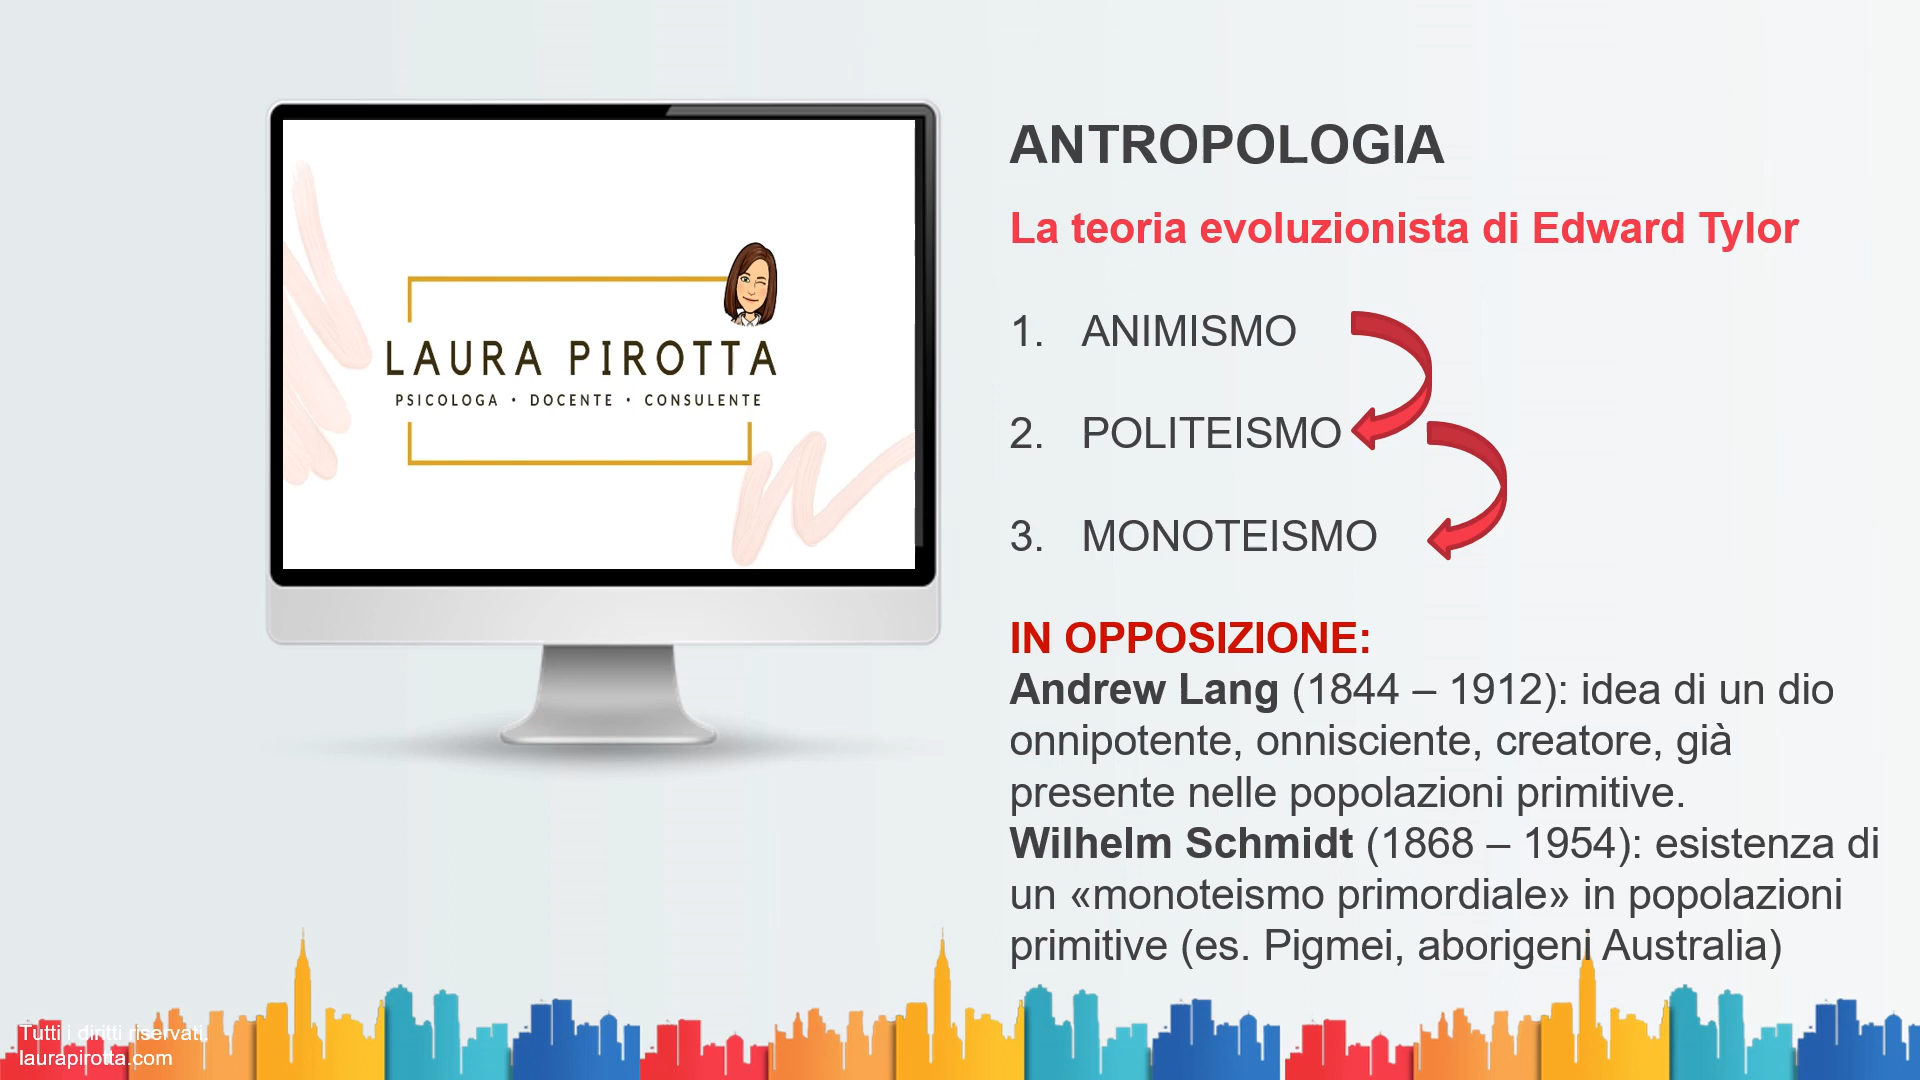 LAURA PIROTTA
PSICOLOGA • DOCENTE • CONSULENTE
ANTROPOLOGIA
La teoria evoluzionista di Edward Tylor
1. ANIMISMO
2. POLITEISMO
3. MONOTEISMO
IN OPPOSIZIONE:
Andrew Lang (1844 – 1912): idea di un dio
onnipotente, onnisciente, creatore, già
presente nelle popolazioni primitive.
Wilhelm Schmidt (1868 – 1954): esistenza di
un «monoteismo primordiale» in popolazioni
primitive (es. Pigmei, aborigeni Australia)
Tutti i diritti riservati.
laurapirotta.com